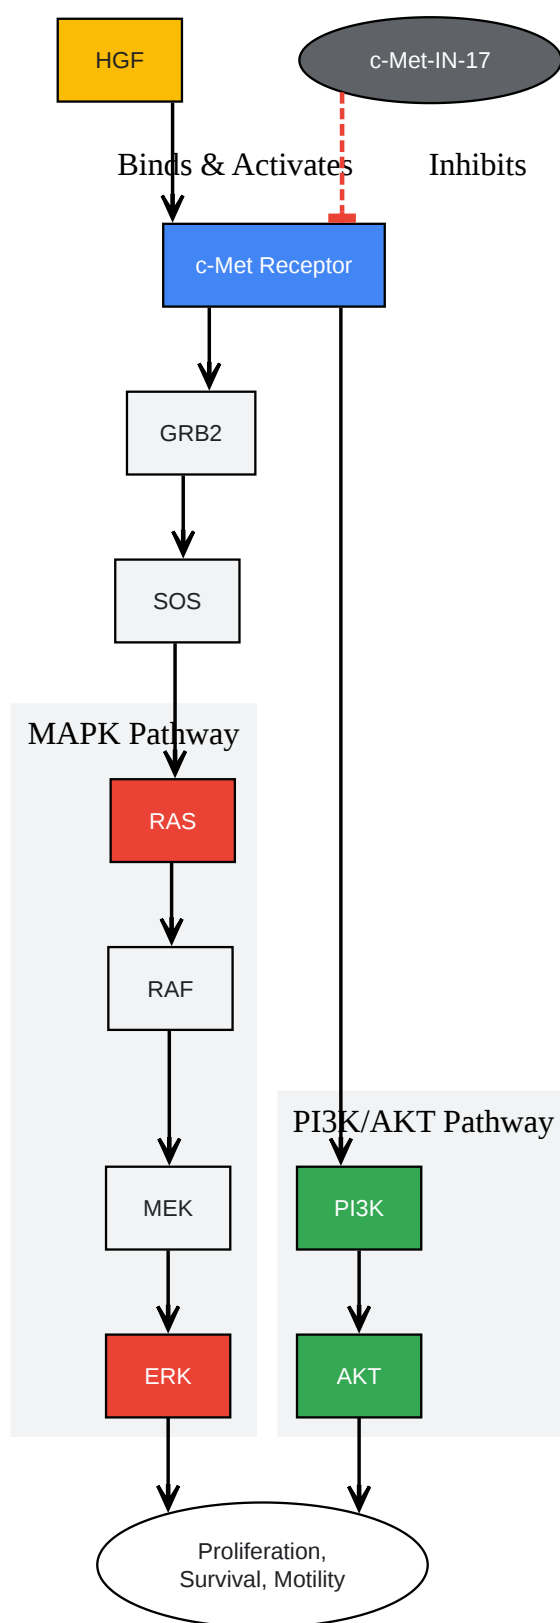 HGF
c-Met-IN-17
Binds & Activates
Inhibits
c-Met Receptor
GRB2
SOS
MAPK Pathway
RAS
RAF
PI3K/AKT Pathway
MEK
PI3K
ERK
AKT
Proliferation,
Survival, Motility